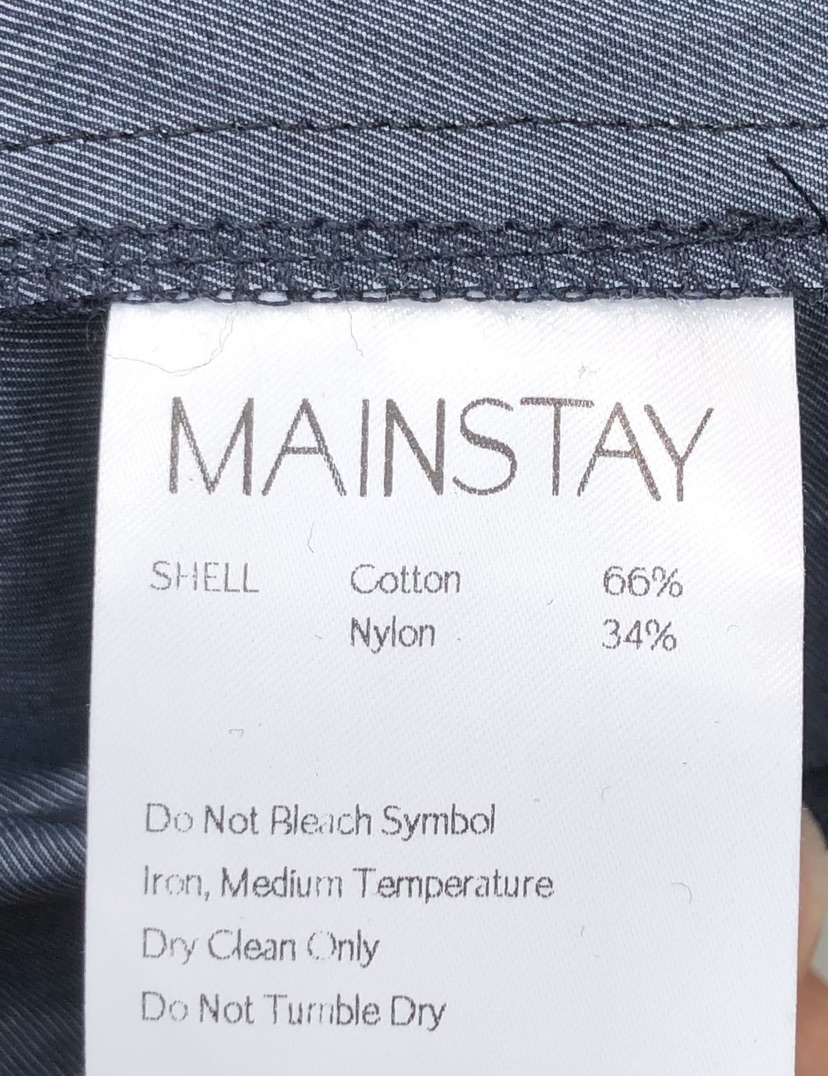 MAINSTAY
SHELL Cotton 66%
Nylon 34%
Do Not Bleach Symbol
Iron, Medium Temperature
Dry Clean Only
Do Not Tumble Dry